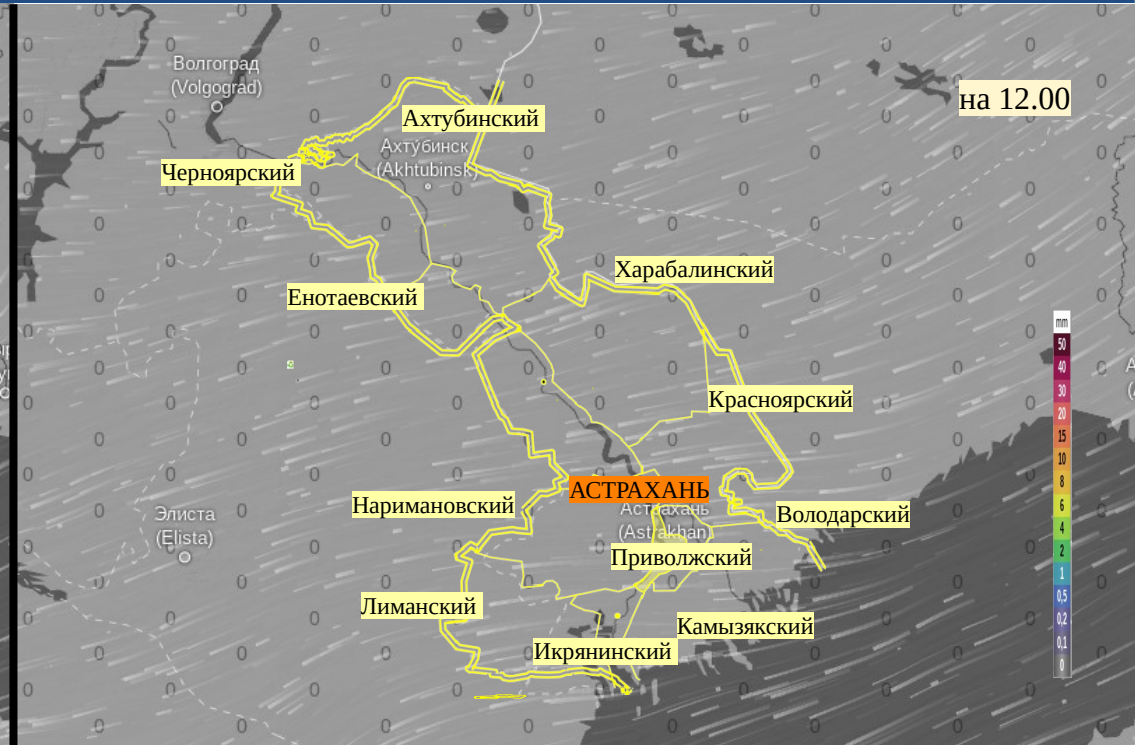 Волгоград
(Volgograd)
на 12.00
Ахтубинский
Ахтубинск
(Akhtubinsk)
Черноярский
Харабалинский
Енотаевский
mm
50
40
30
20
15
10
8
6
4
2
1
0,5
0,2
0,1
0
Красноярский
АСТРАХАНЬ
Астрахань
(Astrakhan)
Наримановский
Володарский
Элиста
(Elista)
Приволжский
Лиманский
Камызякский
Икрянинский